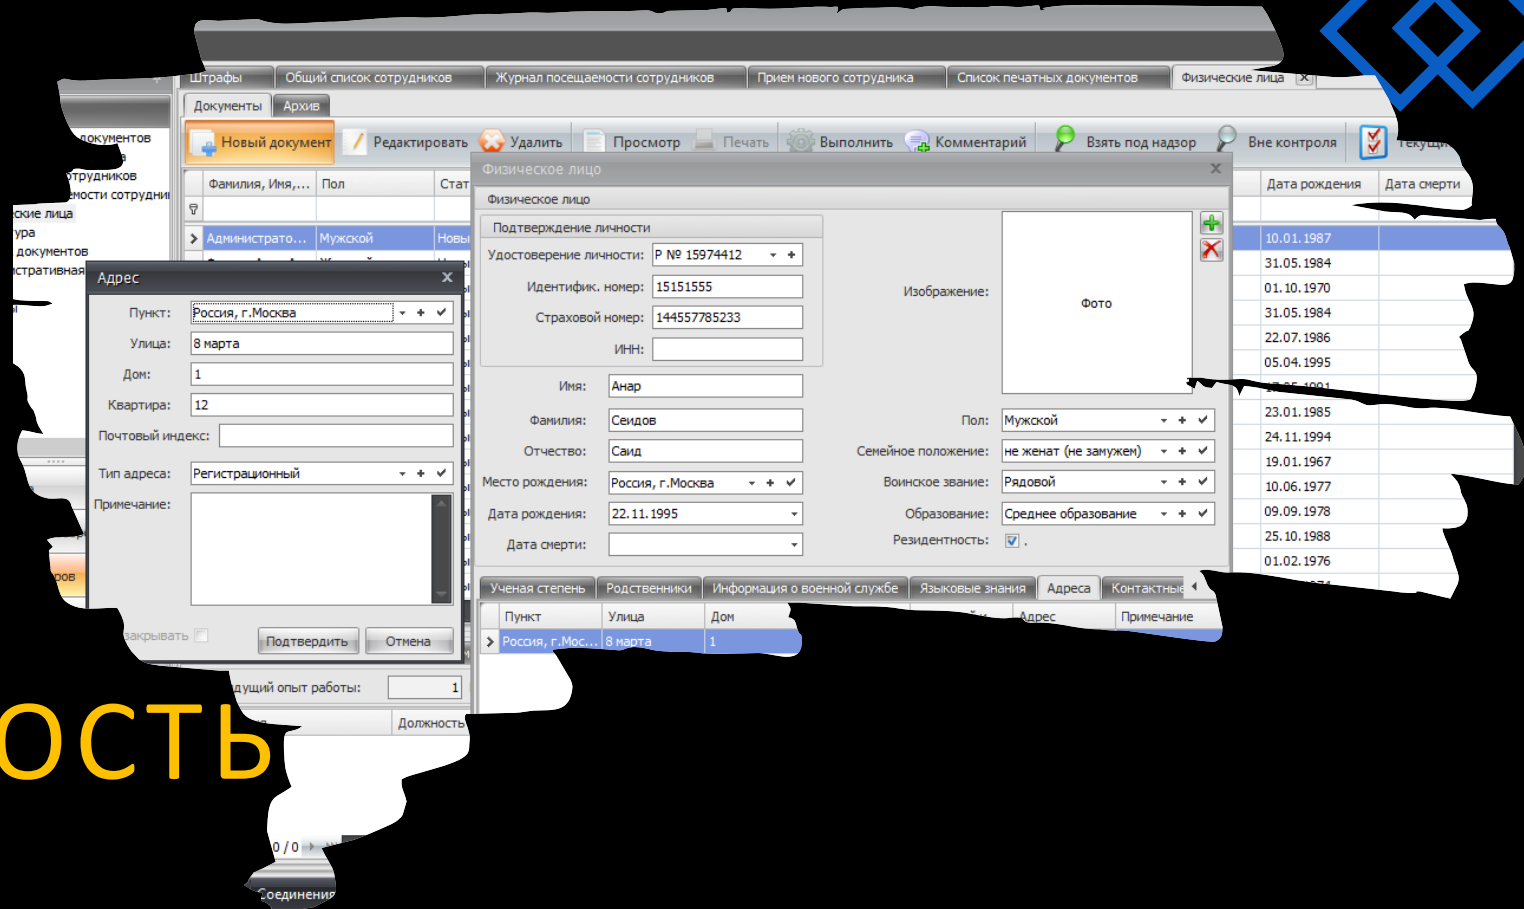 Штрафы Общий список сотрудников Журнал посещаемости сотрудников Прием нового сотрудника Список печатных документов Физические лица
Документы Архив
Новый документ Редактировать Удалить Просмотр Печать Выполнить Комментарий Взять под надзор Вне контроля
документов
отрудников
емости сотрудни
ские лица
ура
документов
истративная
Фамилия, Имя,... Пол Стат Дата рождения Дата смерти
Администрато... Мужской Новы 10.01.1987
31.05.1984
01.10.1970
31.05.1984
22.07.1986
05.04.1995
17.05.1991
23.01.1985
24.11.1994
19.01.1967
10.06.1977
09.09.1978
25.10.1988
01.02.1976
Физическое лицо
Физическое лицо
Подтверждение личности
Удостоверение личности: P № 15974412
Идентифик. номер: 15151555
Страховой номер: 144557785233
ИНН:
Имя: Анар
Фамилия: Сеидов
Отчество: Саид
Место рождения: Россия, г.Москва
Дата рождения: 22.11.1995
Дата смерти:
Изображение: Фото
Пол: Мужской
Семейное положение: не женат (не замужем)
Воинское звание: Рядовой
Образование: Среднее образование
Резидентность: .
Ученая степень Родственники Информация о военной службе Языковые знания Адреса Контактные
Пункт Улица Дом Адрес Примечание
Россия, г.Мос... 8 марта 1
Адрес
Пункт: Россия, г.Москва
Улица: 8 марта
Дом: 1
Квартира: 12
Почтовый индекс:
Тип адреса: Регистрационный
Примечание:
закрывать
Подтвердить Отмена
ров
дущий опыт работы: 1
Должность
ОСТЬ
0 / 0
Соединения